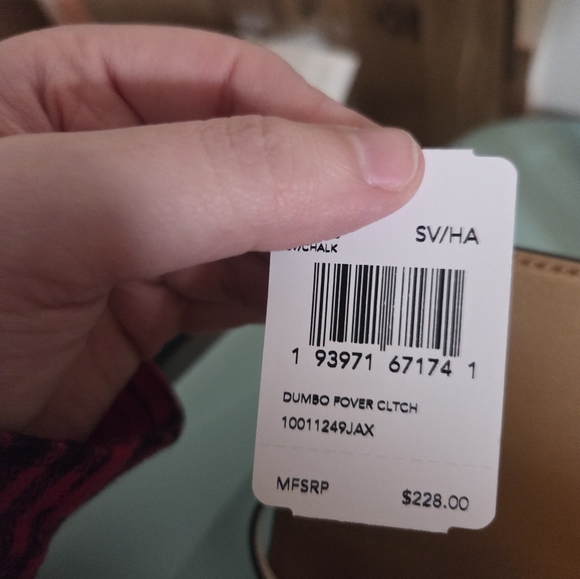 SV/HA
/CHALK
1 93971 67174 1
DUMBO FOVER CLTCH
10011249JAX
MFSRP $228.00